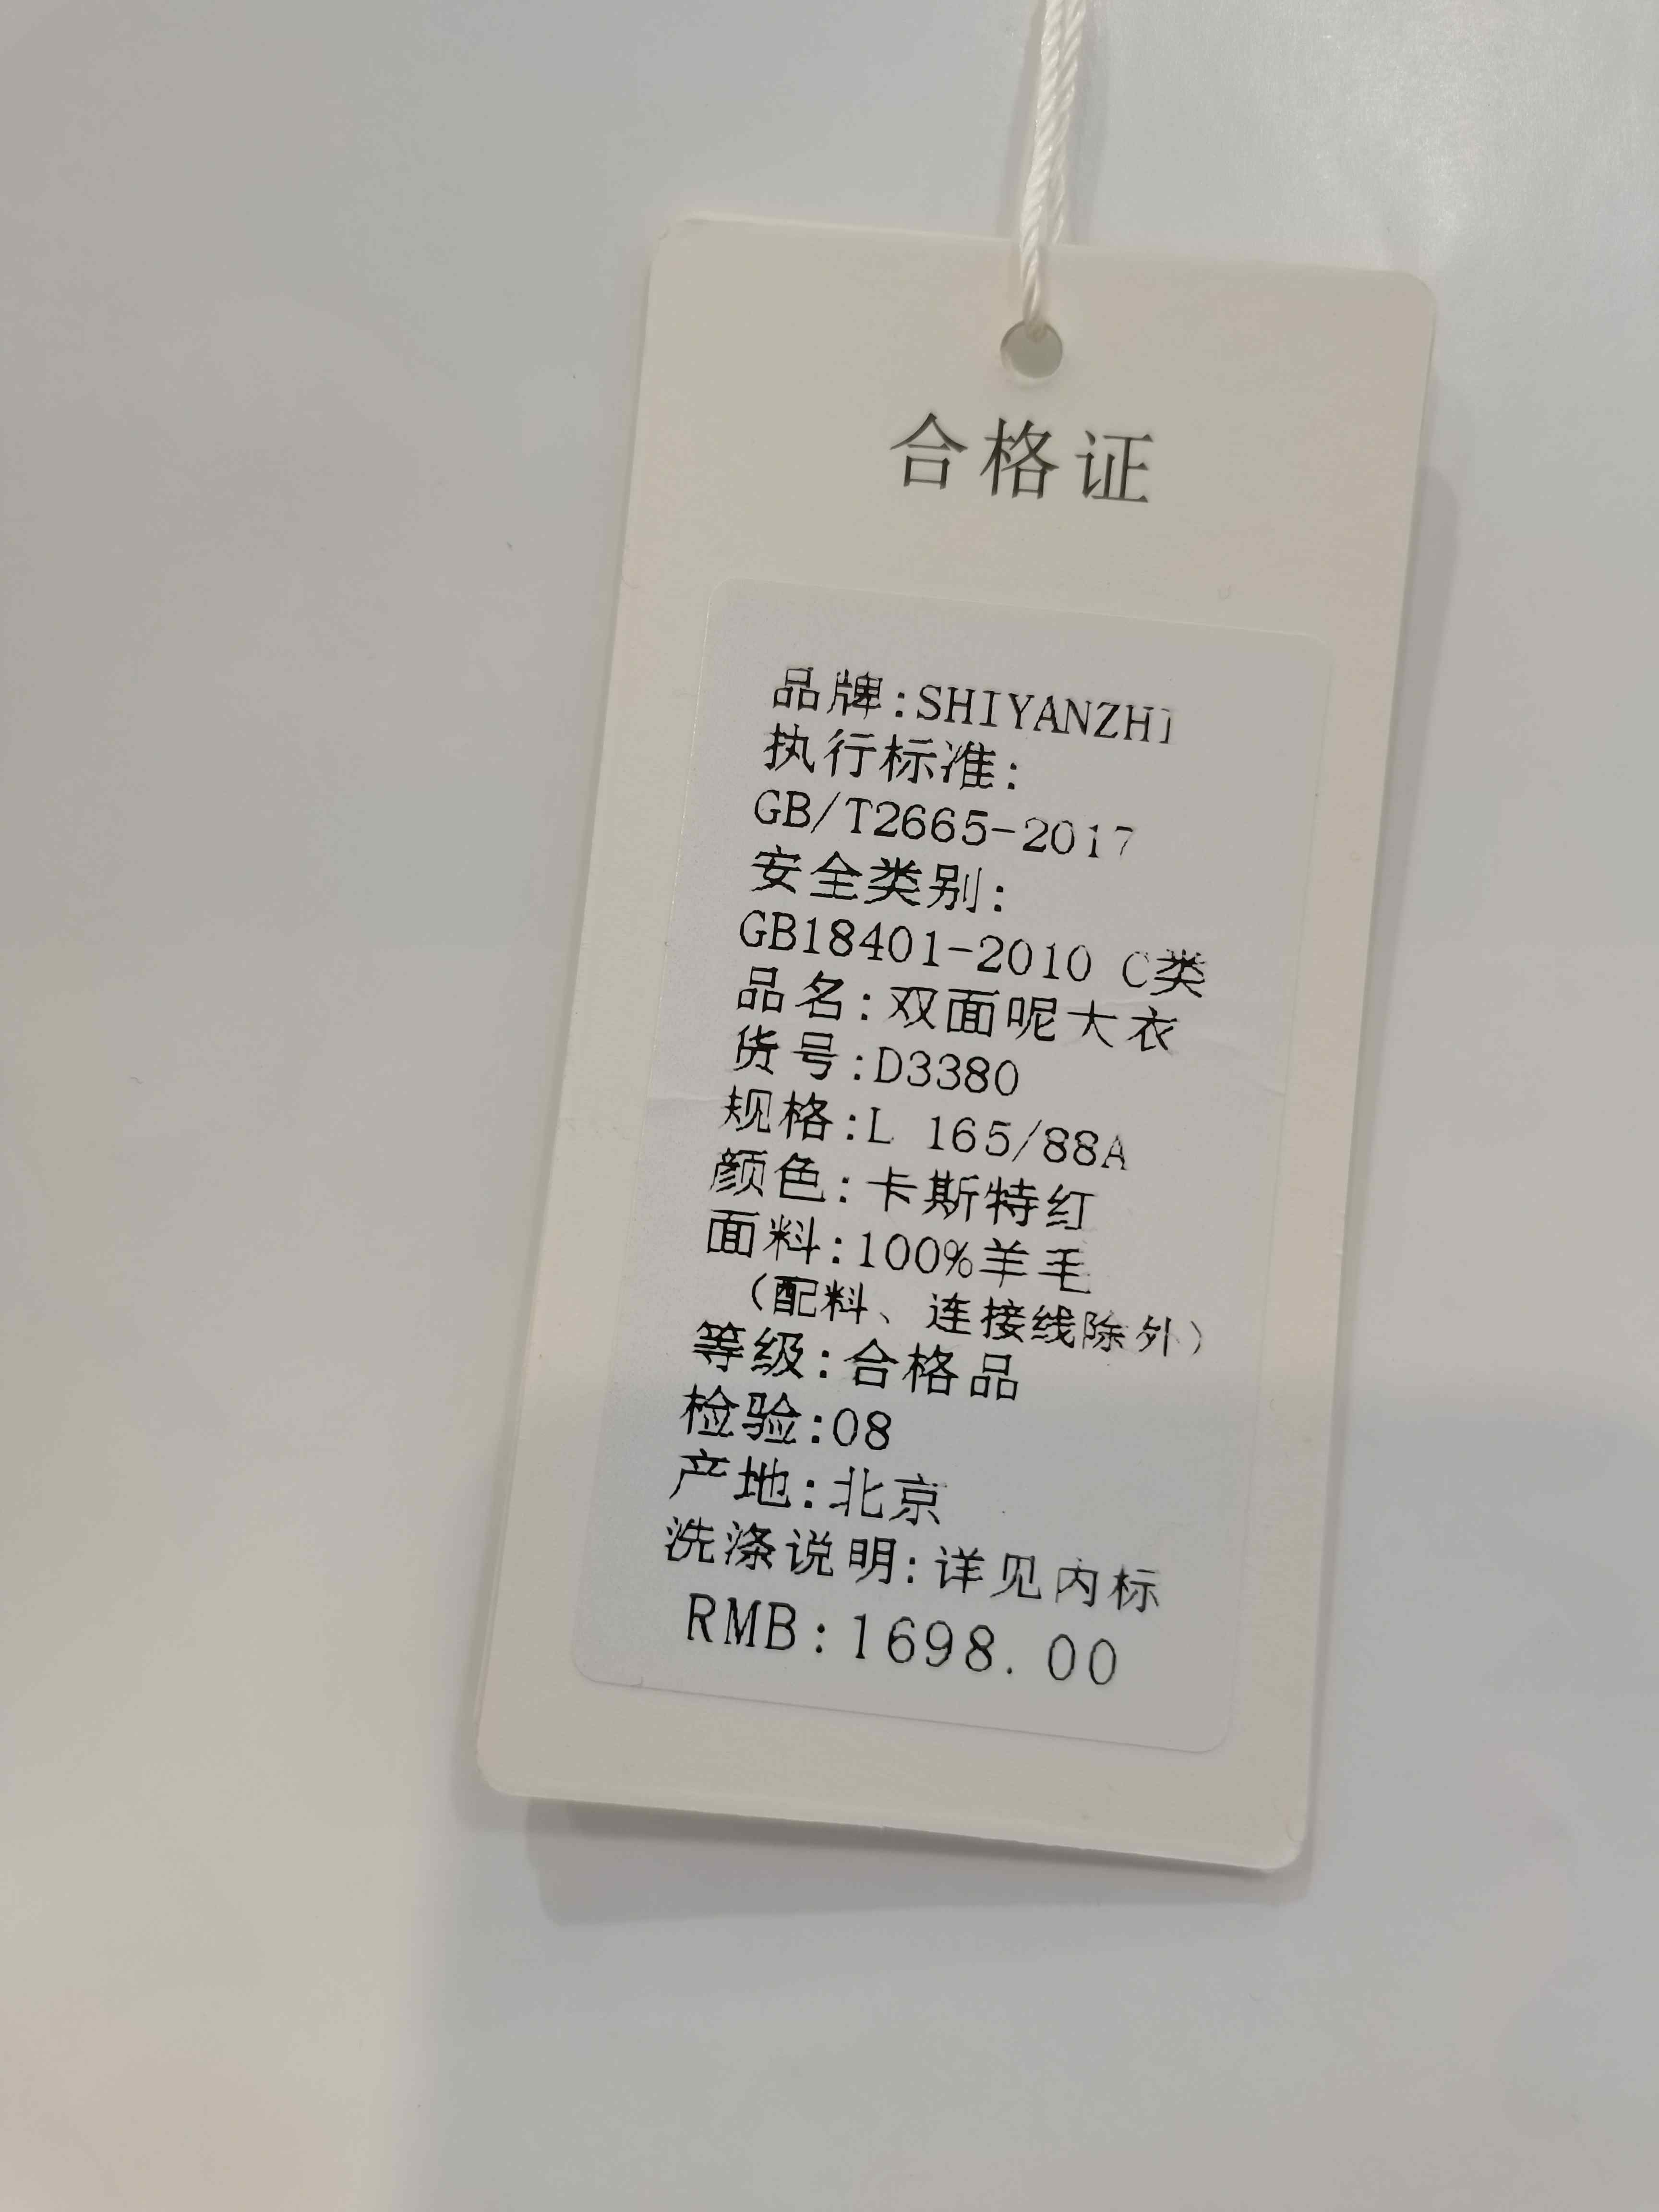 合格证
品牌:SHIYANZHI
执行标准:
GB/T2665-2017
安全类别:
GB18401-2010 C类
品名:双面呢大衣
货号:D3380
规格:L 165/88A
颜色:卡斯特红
面料:100%羊毛
(配料、连接线除外)
等级:合格品
检验:08
产地:北京
洗涤说明:详见内标
RMB:1698.00